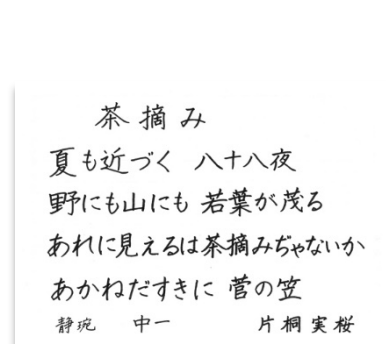 茶摘み
夏も近づく 八十八夜
野にも山にも 若葉が茂る
あれに見えるは茶摘みぢゃないか
あかねだすきに 菅の笠
静琬 中一 片桐実桜